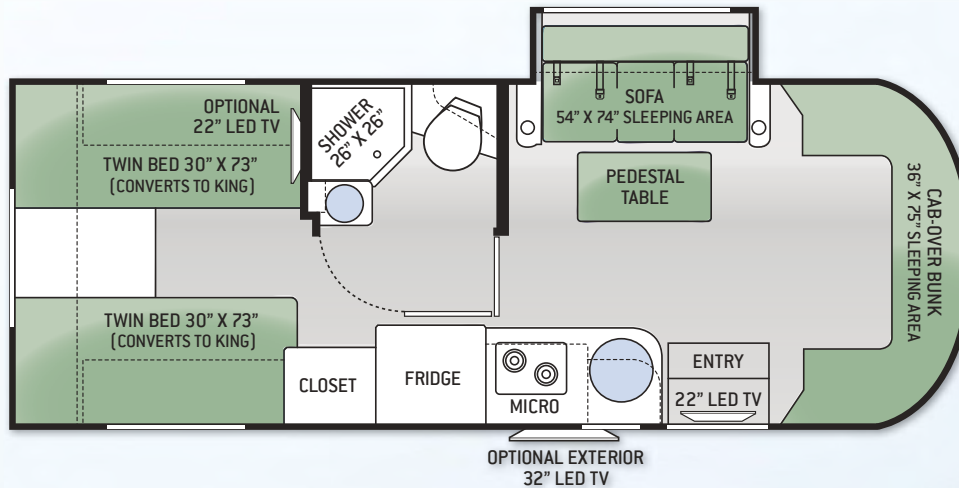 OPTIONAL
22” LED TV
TWIN BED 30” X 73”
(CONVERTS TO KING)
SHOWER
26” X 26”
SOFA
54” X 74” SLEEPING AREA
PEDESTAL
TABLE
CAB-OVER BUNK
36” X 75” SLEEPING AREA
TWIN BED 30” X 73”
(CONVERTS TO KING)
CLOSET
FRIDGE
MICRO
ENTRY
22” LED TV
OPTIONAL EXTERIOR
32” LED TV